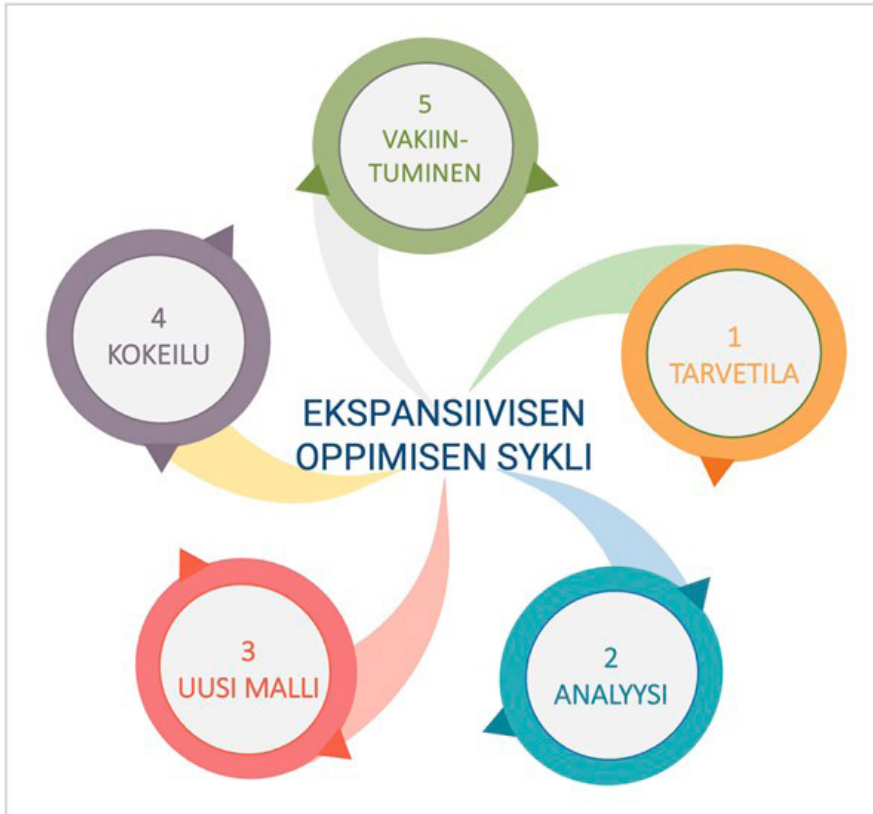 5
VAKIIN-
TUMINEN
4
KOKEILU
1
TARVETILA
EKSPANSIIVISEN
OPPIMISEN SYKLI
3
UUSI MALLI
2
ANALYYSI